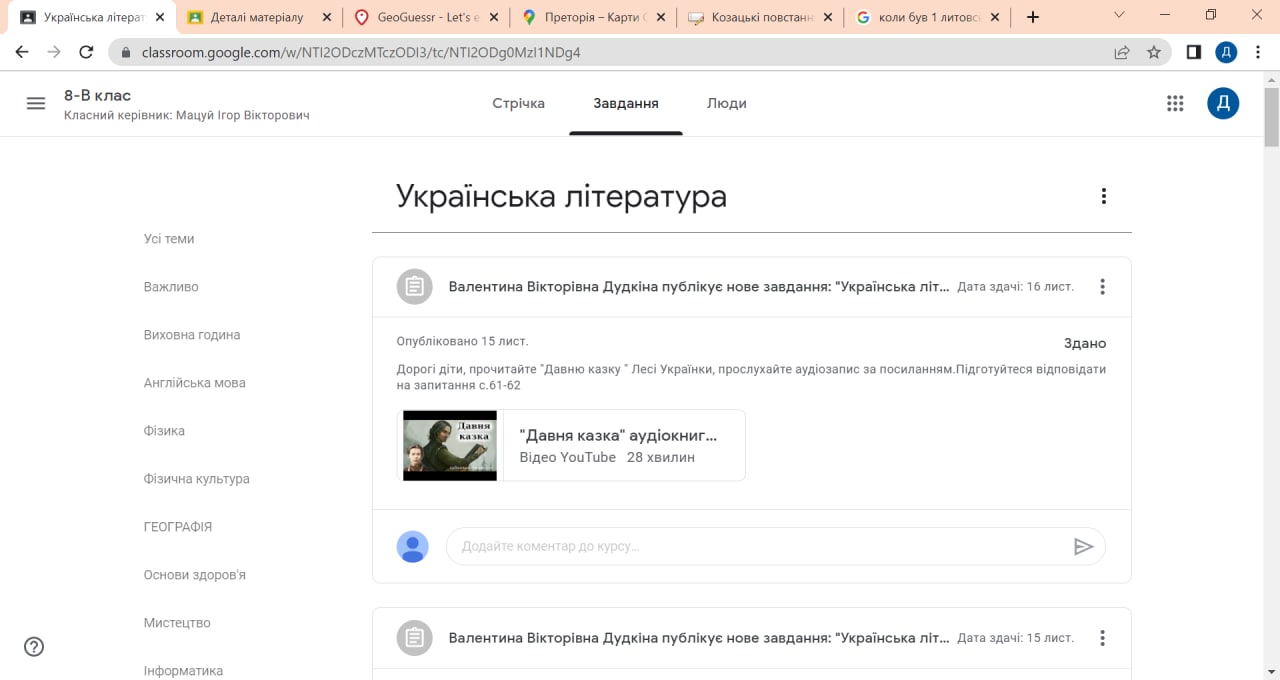 Українська літерат
Деталі матеріалу
GeoGuessr - Let's e
Преторія – Карти G
Козацькі повстанн
коли був 1 литовсь
classroom.google.com/w/NTI2ODczMTczODI3/tc/NTI2ODg0MzI1NDg4
Д
8-В клас
Класний керівник: Мацуй Ігор Вікторович
Стрічка
Завдання
Люди
Д
Українська література
Усі теми
Важливо
Виховна година
Англійська мова
Фізика
Фізична культура
ГЕОГРАФІЯ
Основи здоров'я
Мистецтво
Інформатика
Валентина Вікторівна Дудкіна публікує нове завдання: "Українська літ... Дата здачі: 16 лист.
Опубліковано 15 лист.
Здано
Дорогі діти, прочитайте "Давню казку " Лесі Українки, прослухайте аудіозапис за посиланням.Підготуйтеся відповідати
на запитання с.61-62
Давня
казка
"Давня казка" аудіокниг...
Відео YouTube 28 хвилин
Додайте коментар до курсу...
Валентина Вікторівна Дудкіна публікує нове завдання: "Українська літ... Дата здачі: 15 лист.